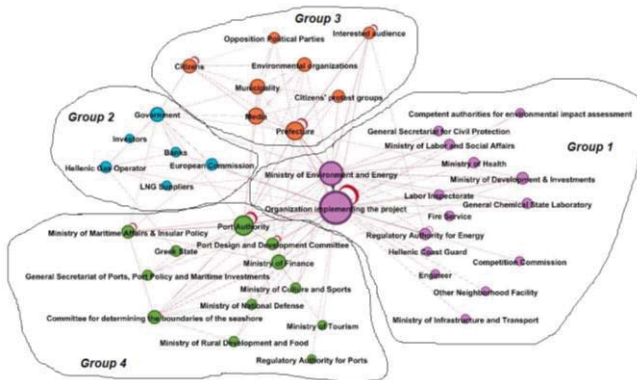 Group 3
Opposition Political Parties
Interested audience
Citizens
Environmental organizations
Municipality
Citizens' protest groups
Media
Prefecture
Group 2
Government
Investors
Banks
Hellenic Gas Operator
European Commission
LNG Suppliers
Group 1
Competent authorities for environmental impact assessment
General Secretariat for Civil Protection
Ministry of Labor and Social Affairs
Ministry of Health
Ministry of Environment and Energy
Ministry of Development & Investments
Labor Inspectorate
General Chemical State Laboratory
Organization implementing the project
Fire Service
Regulatory Authority for Energy
Hellenic Coast Guard
Competition Commission
Engineer
Other Neighborhood Facility
Ministry of Infrastructure and Transport
Port Authority
Ministry of Maritime Affairs & Insular Policy
Port Design and Development Committee
Greek State
Ministry of Finance
General Secretariat of Ports, Port Policy and Maritime Investments
Ministry of Culture and Sports
Ministry of National Defense
Committee for determining the boundaries of the seashore
Ministry of Tourism
Ministry of Rural Development and Food
Group 4
Regulatory Authority for Ports